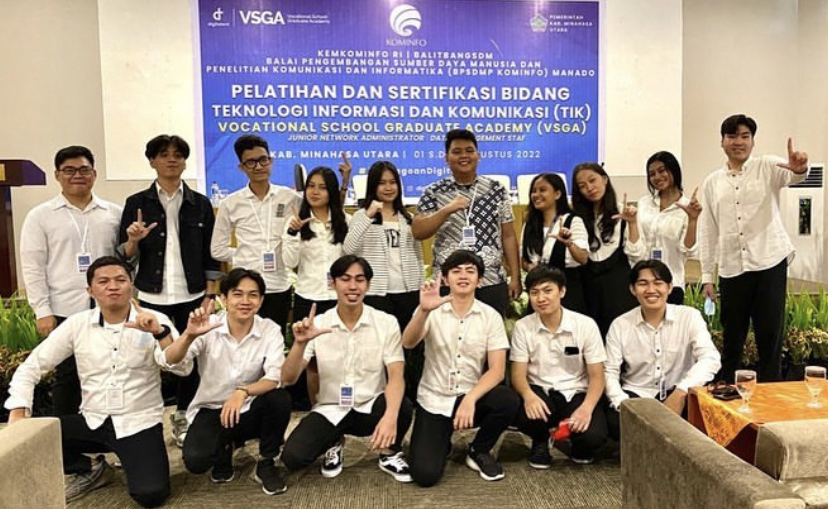 digitalent
VSGA
Vocational School
Graduate Academy
KOMINFO
PEMERINTAH
KAB. MINAHASA
UTARA
KEMKOMINFO RI | BALITBANGSDM
BALAI PENGEMBANGAN SUMBER DAYA MANUSIA DAN
PENELITIAN KOMUNIKASI DAN INFORMATIKA (BPSDMP KOMINFO) MANADO
PELATIHAN DAN SERTIFIKASI BIDANG
TEKNOLOGI INFORMASI DAN KOMUNIKASI (TIK)
VOCATIONAL SCHOOL GRADUATE ACADEMY (VSGA)
JUNIOR NETWORK ADMINISTRATOR
KAB. MINAHASA UTARA | 01 S.D. USTUS 2022